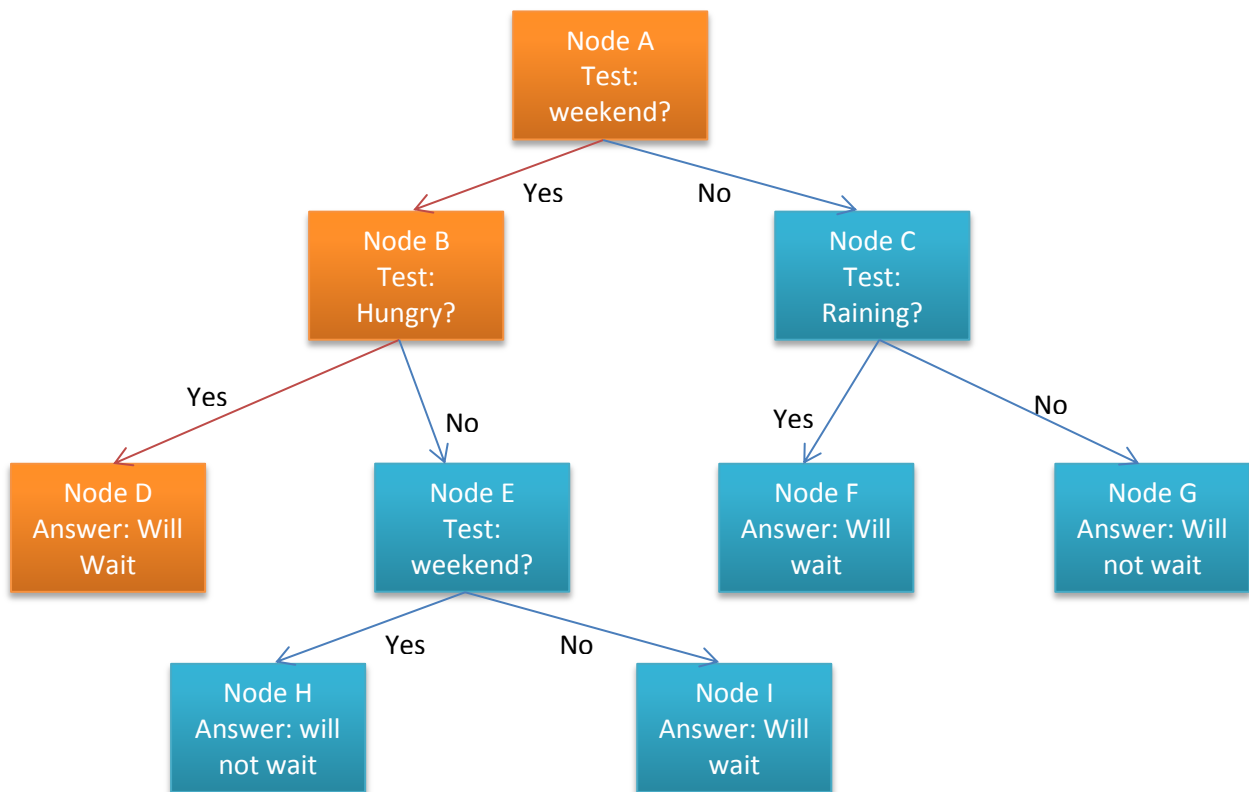 Node A
Test:
weekend?
Yes
No
Node B
Test:
Hungry?
Node C
Test:
Raining?
Yes
No
Yes
No
Node D
Answer: Will
Wait
Node E
Test:
weekend?
Node F
Answer: Will
wait
Node G
Answer: Will
not wait
Yes
No
Node H
Answer: will
not wait
Node I
Answer: Will
wait